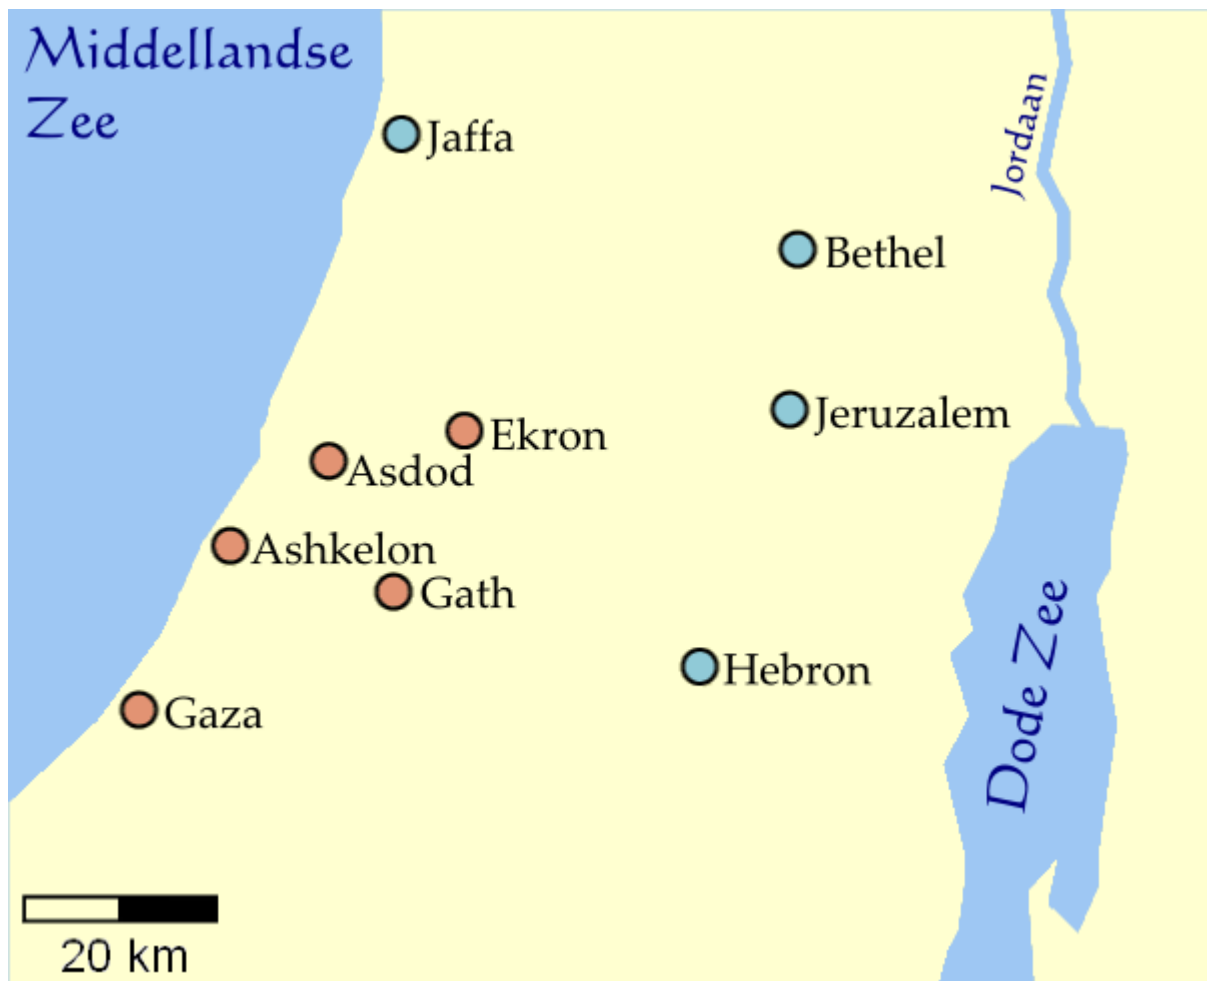 Middellandse
Zee
Jaffa
Jordaan
Bethel
Jeruzalem
Ekron
Asdod
Ashkelon
Gath
Hebron
Gaza
Dode Zee
20 km